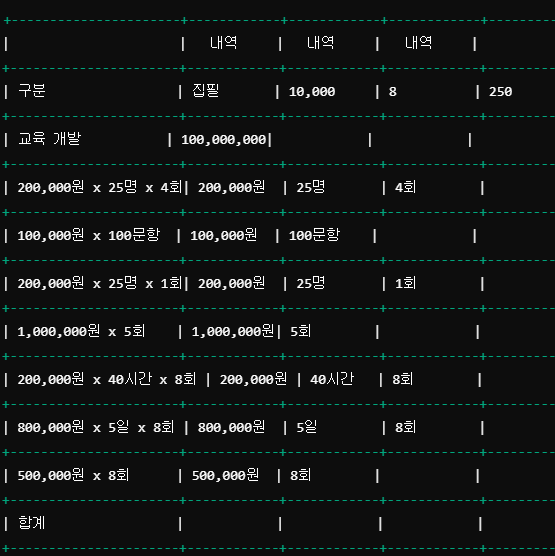 내역 내역 내역
구분 집필 10,000 8 250
교육 개발 100,000,000
200,000원 x 25명 x 4회 200,000원 25명 4회
100,000원 x 100문항 100,000원 100문항
200,000원 x 25명 x 1회 200,000원 25명 1회
1,000,000원 x 5회 1,000,000원 5회
200,000원 x 40시간 x 8회 200,000원 40시간 8회
800,000원 x 5일 x 8회 800,000원 5일 8회
500,000원 x 8회 500,000원 8회
합계